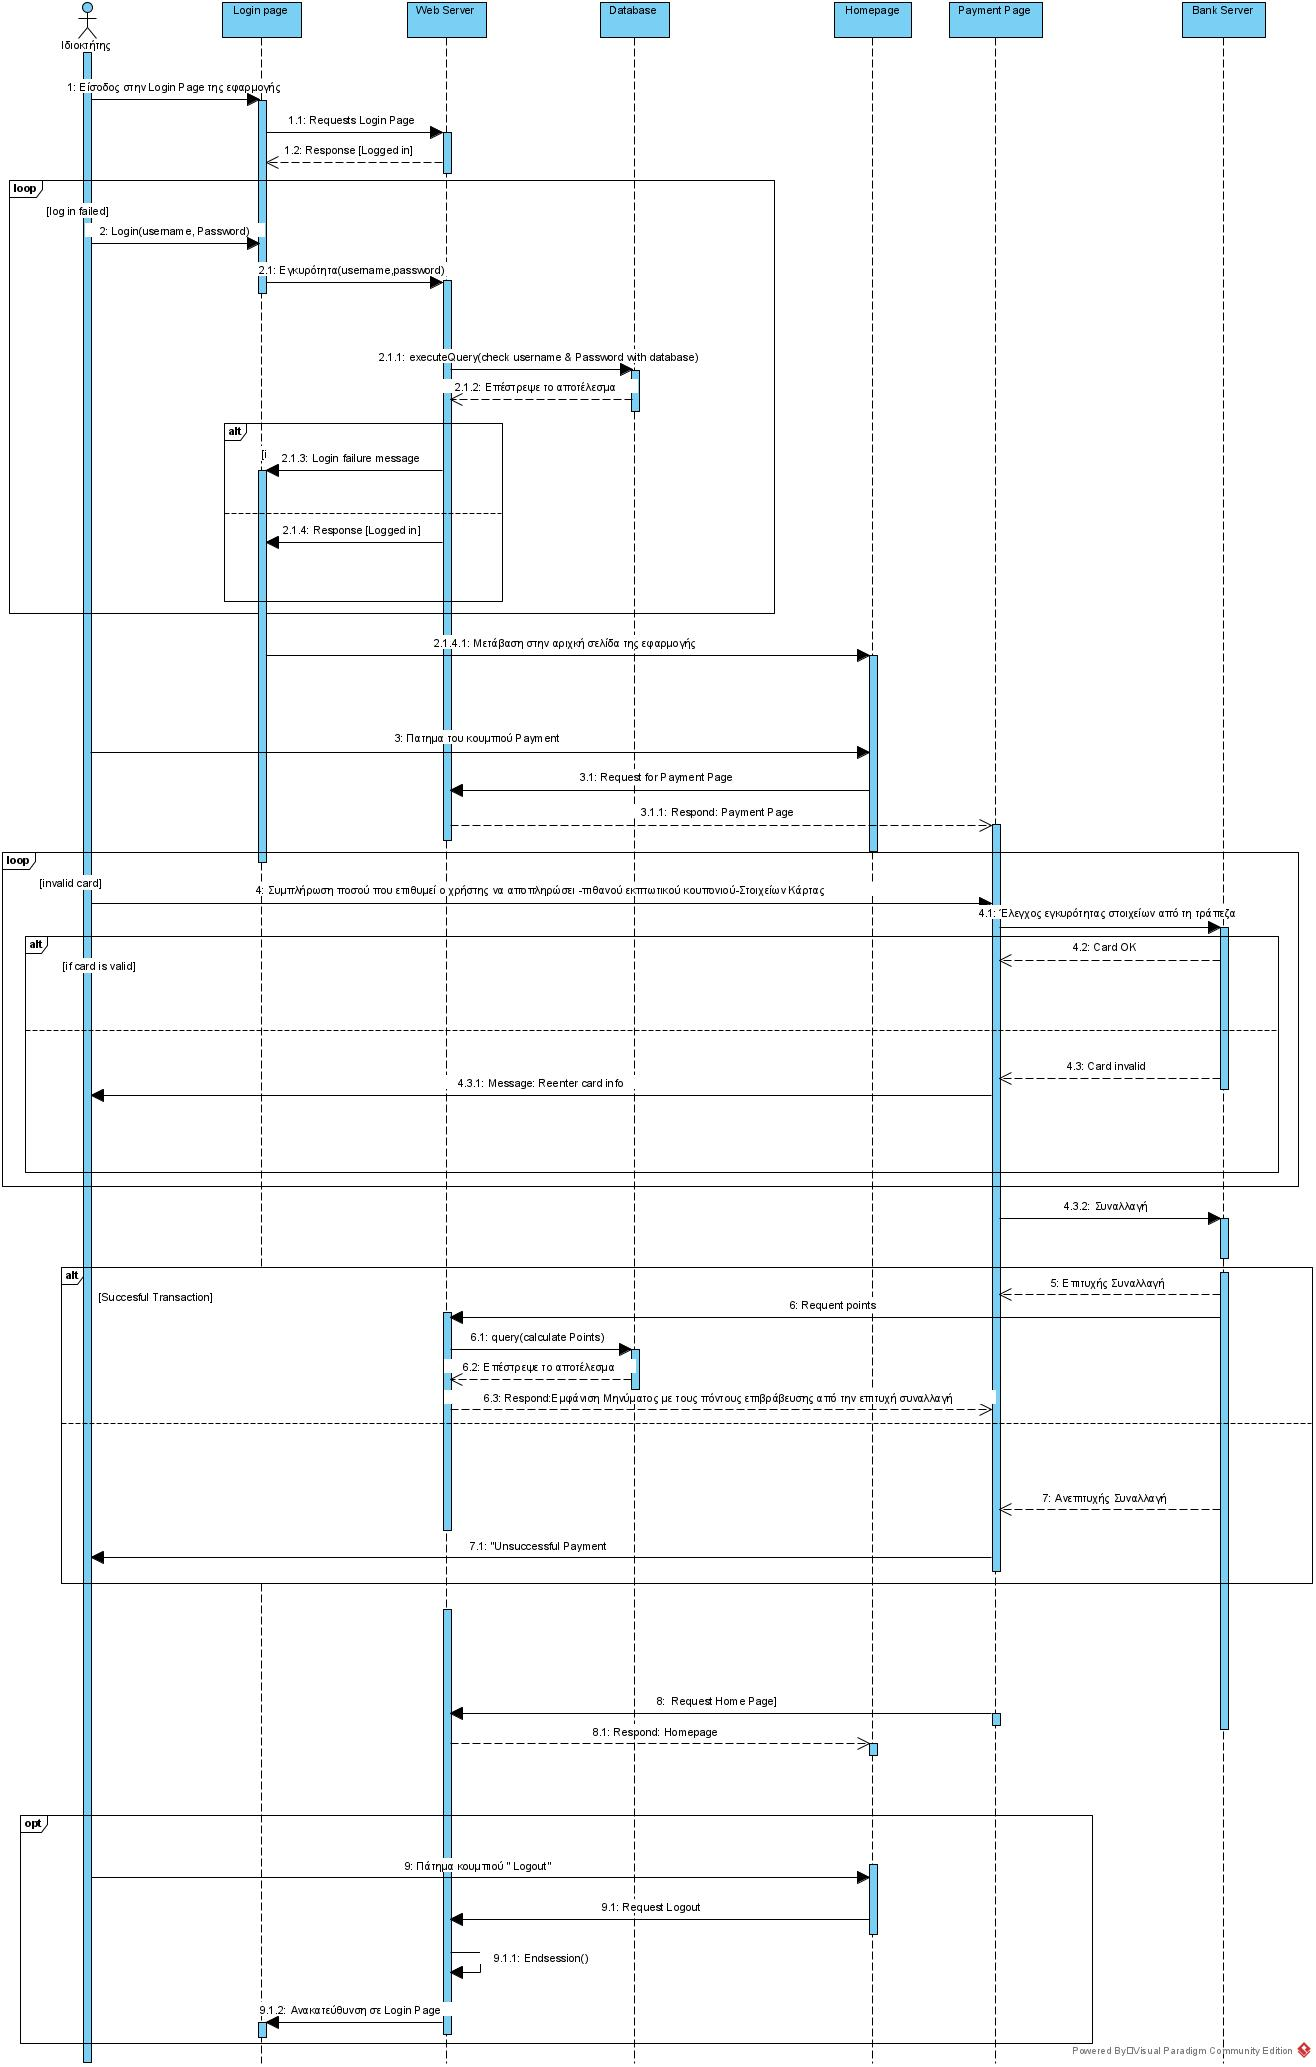 Login page
Web Server
Database
Homepage
Payment Page
Bank Server
Ιδιοκτήτης
1: Είσοδος στην Login Page της εφαρμογής
1.1: Requests Login Page
1.2: Response [Logged in]
loop
[log in failed]
2: Login(username, Password)
2.1: Εγκυρότητα(username,password)
2.1.1: executeQuery(check username & Password with database)
2.1.2: Επέστρεψε το αποτέλεσμα
alt
[i
2.1.3: Login failure message
2.1.4: Response [Logged in]
2.1.4.1: Μετάβαση στην αρχική σελίδα της εφαρμογής
3: Πατημα του κουμπιού Payment
3.1: Request for Payment Page
3.1.1: Respond: Payment Page
loop
[invalid card]
4: Συμπλήρωση ποσού που επιθυμεί ο χρήστης να αποπληρώσει -πιθανού εκπτωτικού κουπονιού-Στοιχείων Κάρτας
4.1: Έλεγχος εγκυρότητας στοιχείων από τη τράπεζα
alt
4.2: Card OK
[if card is valid]
4.3: Card invalid
4.3.1: Message: Reenter card info
4.3.2: Συναλλαγή
alt
5: Επιτυχής Συναλλαγή
[Succesful Transaction]
6: Requent points
6.1: query(calculate Points)
6.2: Επέστρεψε το αποτέλεσμα
6.3: Respond:Εμφάνιση Μηνύματος με τους πόντους επιβράβευσης από την επιτυχή συναλλαγή
7: Ανεπιτυχής Συναλλαγή
7.1: "Unsuccessful Payment
8: Request Home Page]
8.1: Respond: Homepage
opt
9: Πάτημα κουμπιού " Logout"
9.1: Request Logout
9.1.1: Endsession()
9.1.2: Ανακατεύθυνση σε Login Page
Powered By Visual Paradigm Community Edition